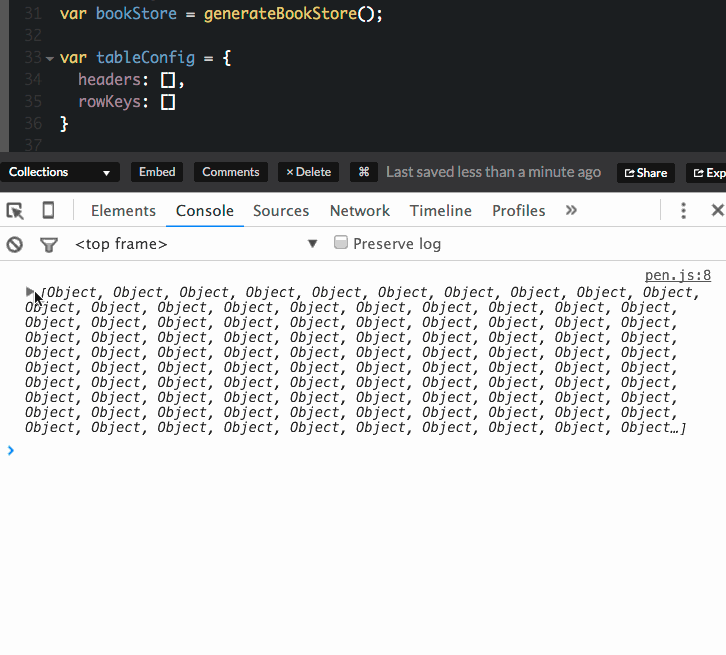 31 var bookStore = generateBookStore();
32
33 var tableConfig = {
34 headers: [],
35 rowKeys: []
36 }
37
Collections Embed Comments × Delete ⌘ Last saved less than a minute ago Share Exp
Elements Console Sources Network Timeline Profiles »
<top frame> Preserve log
pen.js:8
[Object, Object, Object, Object, Object, Object, Object, Object, Object, Object,
Object, Object, Object, Object, Object, Object, Object, Object, Object, Object,
Object, Object, Object, Object, Object, Object, Object, Object, Object, Object,
Object, Object, Object, Object, Object, Object, Object, Object, Object, Object,
Object, Object, Object, Object, Object, Object, Object, Object, Object, Object,
Object, Object, Object, Object, Object, Object, Object, Object, Object, Object,
Object, Object, Object, Object, Object, Object, Object, Object, Object, Object,
Object, Object, Object, Object, Object, Object, Object, Object, Object, Object,
Object, Object, Object, Object, Object, Object, Object, Object, Object, Object,
Object, Object, Object, Object, Object, Object, Object, Object, Object, Object…]